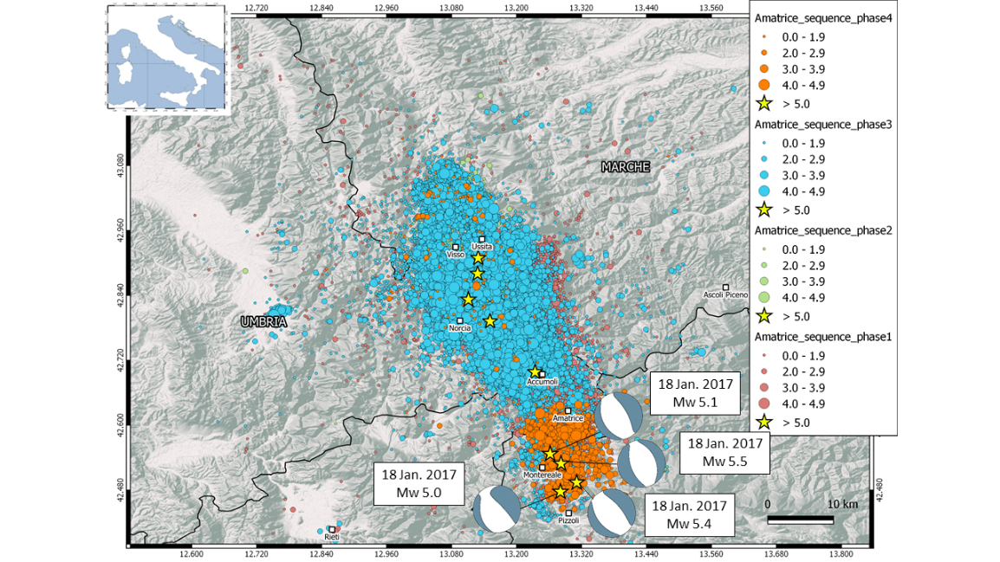 12.720 12.840 12.960 13.080 13.200 13.320 13.440 13.560
Amatrice_sequence_phase4
0.0 - 1.9
2.0 - 2.9
3.0 - 3.9
4.0 - 4.9
> 5.0
Amatrice_sequence_phase3
0.0 - 1.9
2.0 - 2.9
3.0 - 3.9
4.0 - 4.9
> 5.0
Amatrice_sequence_phase2
0.0 - 1.9
2.0 - 2.9
3.0 - 3.9
4.0 - 4.9
> 5.0
Amatrice_sequence_phase1
0.0 - 1.9
2.0 - 2.9
3.0 - 3.9
4.0 - 4.9
> 5.0
43.080
42.960
42.840
42.720
42.600
42.480
MARCHE
Ussita
Visso
Ascoli Piceno
UMBRIA
Norcia
Accumoli
18 Jan. 2017
Mw 5.1
Amatrice
18 Jan. 2017
Mw 5.5
18 Jan. 2017
Mw 5.0
Montereale
42.480
18 Jan. 2017
Mw 5.4
Pizzoli
Rieti
0 10 km
12.600 12.720 12.840 12.960 13.080 13.200 13.320 13.440 13.560 13.680 13.800